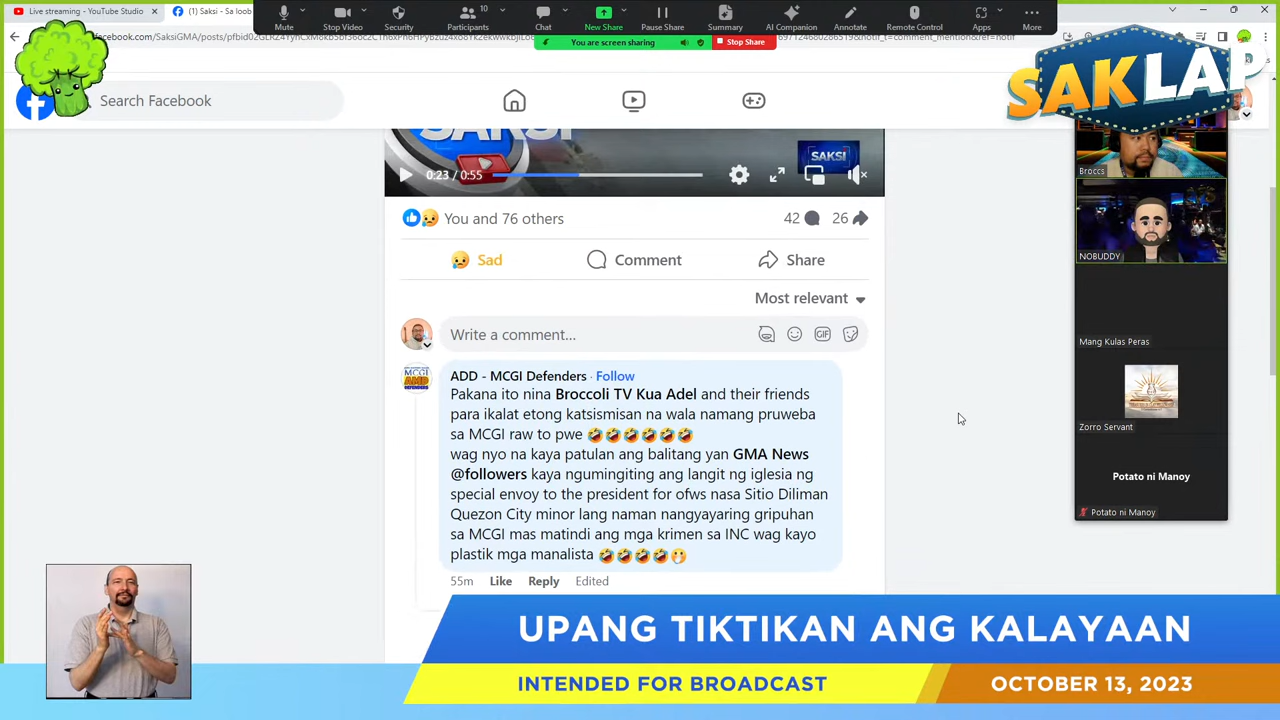 Live streaming - YouTube Studio
(1) Saksi - Sa loob
Mute
Stop Video
Security
Participants
10
Chat
New Share
Pause Share
Summary
AI Companion
Annotate
Remote Control
Apps
More
You are screen sharing
Stop Share
SAKLAP
Search Facebook
SAKSI
SAKSI
0:23 / 0:55
Broccs
NOBUDDY
You and 76 others
42
26
Sad
Comment
Share
Most relevant
Write a comment...
GIF
MCGI
ADD - MCGI Defenders · Follow
Pakana ito nina Broccoli TV Kua Adel and their friends
para ikalat etong katsismisan na wala namang pruweba
sa MCGI raw to pwe 🤣🤣🤣🤣🤣🤣
wag nyo na kaya patulan ang balitang yan GMA News
@followers kaya ngumingiting ang langit ng iglesia ng
special envoy to the president for ofws nasa Sitio Diliman
Quezon City minor lang naman nangyayaring gripuhan
sa MCGI mas matindi ang mga krimen sa INC wag kayo
plastik mga manalista 🤣🤣🤣🤣🤭
55m Like Reply Edited
Mang Kulas Peras
Zorro Servant
Potato ni Manoy
Potato ni Manoy
UPANG TIKTIKAN ANG KALAYAAN
INTENDED FOR BROADCAST
OCTOBER 13, 2023